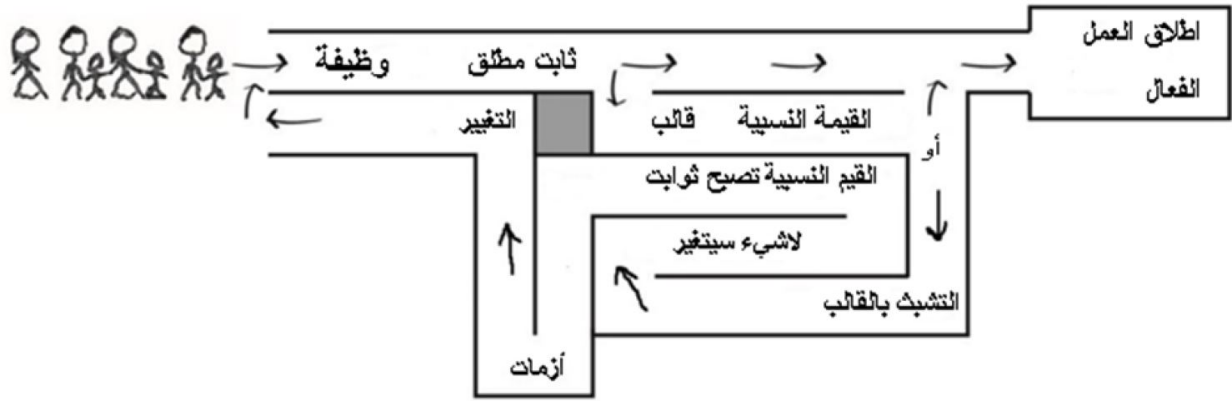 اطلاق العمل
الفعال
وظيفة
ثابت مطلق
التغيير
قالب
القيمة النسبية
أو
القيم النسبية تصبح ثوابت
لاشيء سيتغير
التشبث بالقالب
أزمات